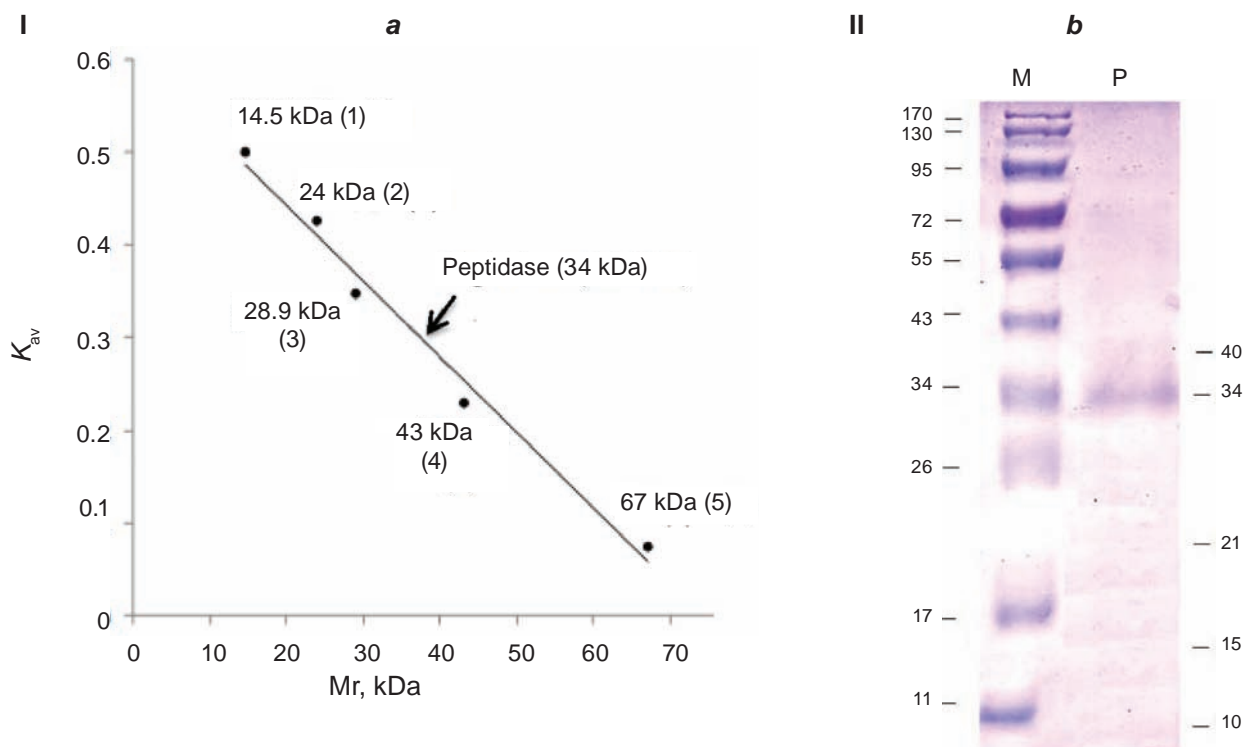 I
a
0.6
0.5
0.4
0.3
0.2
0.1
0
K av
14.5 kDa (1)
24 kDa (2)
28.9 kDa
(3)
Peptidase (34 kDa)
43 kDa
(4)
67 kDa (5)
0 10 20 30 40 50 60 70
Mr, kDa
II
b
M P
170
130
95
72
55
43
34
26
17
11
40
34
21
15
10